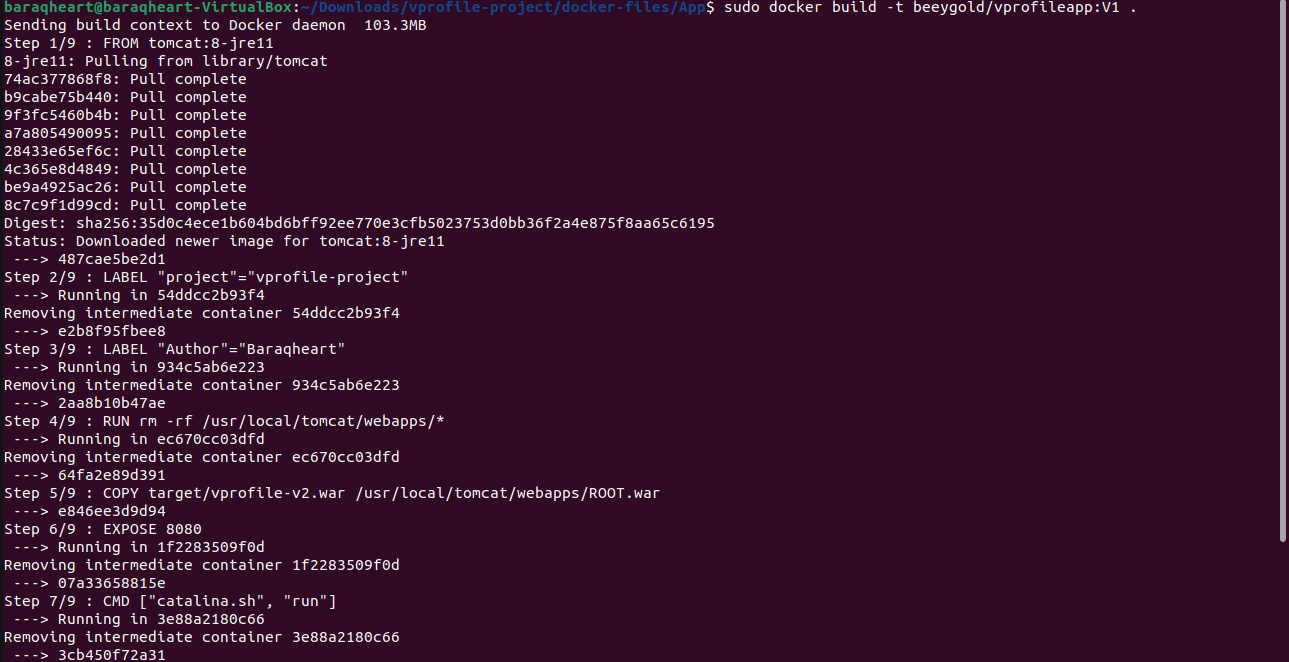 baraqheart@baraqheart-VirtualBox:~/Downloads/vprofile-project/docker-files/App$ sudo docker build -t beeygold/vprofileapp:V1 .
Sending build context to Docker daemon  103.3MB
Step 1/9 : FROM tomcat:8-jre11
8-jre11: Pulling from library/tomcat
74ac377868f8: Pull complete
b9cabe75b440: Pull complete
9f3fc5460b4b: Pull complete
a7a805490095: Pull complete
28433e65ef6c: Pull complete
4c365e8d4849: Pull complete
be9a4925ac26: Pull complete
8c7c9f1d99cd: Pull complete
Digest: sha256:35d0c4ece1b604bd6bff92ee770e3cfb5023753d0bb36f2a4e875f8aa65c6195
Status: Downloaded newer image for tomcat:8-jre11
 ---> 487cae5be2d1
Step 2/9 : LABEL "project"="vprofile-project"
 ---> Running in 54ddcc2b93f4
Removing intermediate container 54ddcc2b93f4
 ---> e2b8f95fbee8
Step 3/9 : LABEL "Author"="Baraqheart"
 ---> Running in 934c5ab6e223
Removing intermediate container 934c5ab6e223
 ---> 2aa8b10b47ae
Step 4/9 : RUN rm -rf /usr/local/tomcat/webapps/*
 ---> Running in ec670cc03dfd
Removing intermediate container ec670cc03dfd
 ---> 64fa2e89d391
Step 5/9 : COPY target/vprofile-v2.war /usr/local/tomcat/webapps/ROOT.war
 ---> e846ee3d9d94
Step 6/9 : EXPOSE 8080
 ---> Running in 1f2283509f0d
Removing intermediate container 1f2283509f0d
 ---> 07a33658815e
Step 7/9 : CMD ["catalina.sh", "run"]
 ---> Running in 3e88a2180c66
Removing intermediate container 3e88a2180c66
 ---> 3cb450f72a31